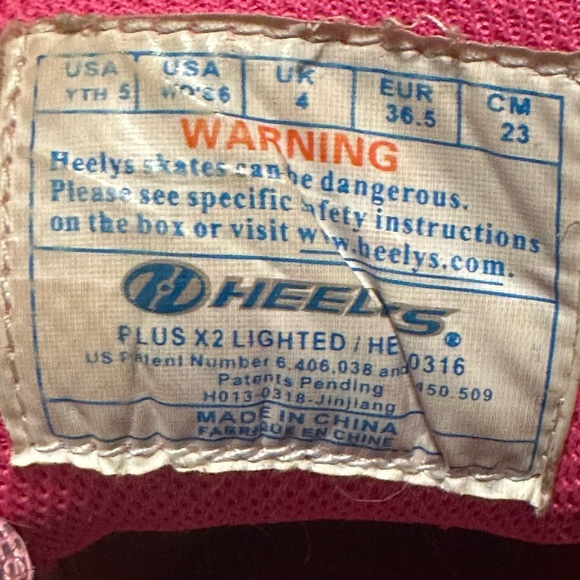 USA USA UK EUR CM
YTH 5 WO'S6 4 36.5 23
WARNING
Heelys skates can be dangerous.
Please see specific safety instructions
on the box or visit www.heelys.com.
HEELYS®
PLUS X2 LIGHTED / HE 0316
US Patent Number 6,406,038 and 450.509
Patents Pending
H013-0318-Jinjiang
MADE IN CHINA
FABRIQUE EN CHINE